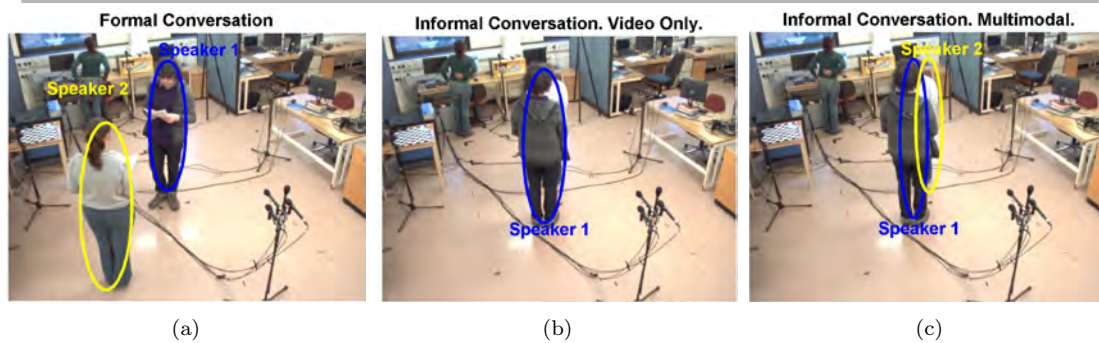 Formal Conversation
Speaker 1
Speaker 2
(a)
Informal Conversation. Video Only.
Speaker 1
(b)
Informal Conversation. Multimodal.
Speaker 2
Speaker 1
(c)